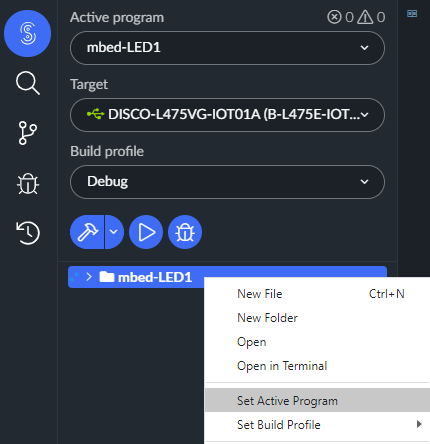 Active program
0 0
mbed-LED1
Target
DISCO-L475VG-IOT01A (B-L475E-IOT...
Build profile
Debug
mbed-LED1
New File Ctrl+N
New Folder
Open
Open in Terminal
Set Active Program
Set Build Profile